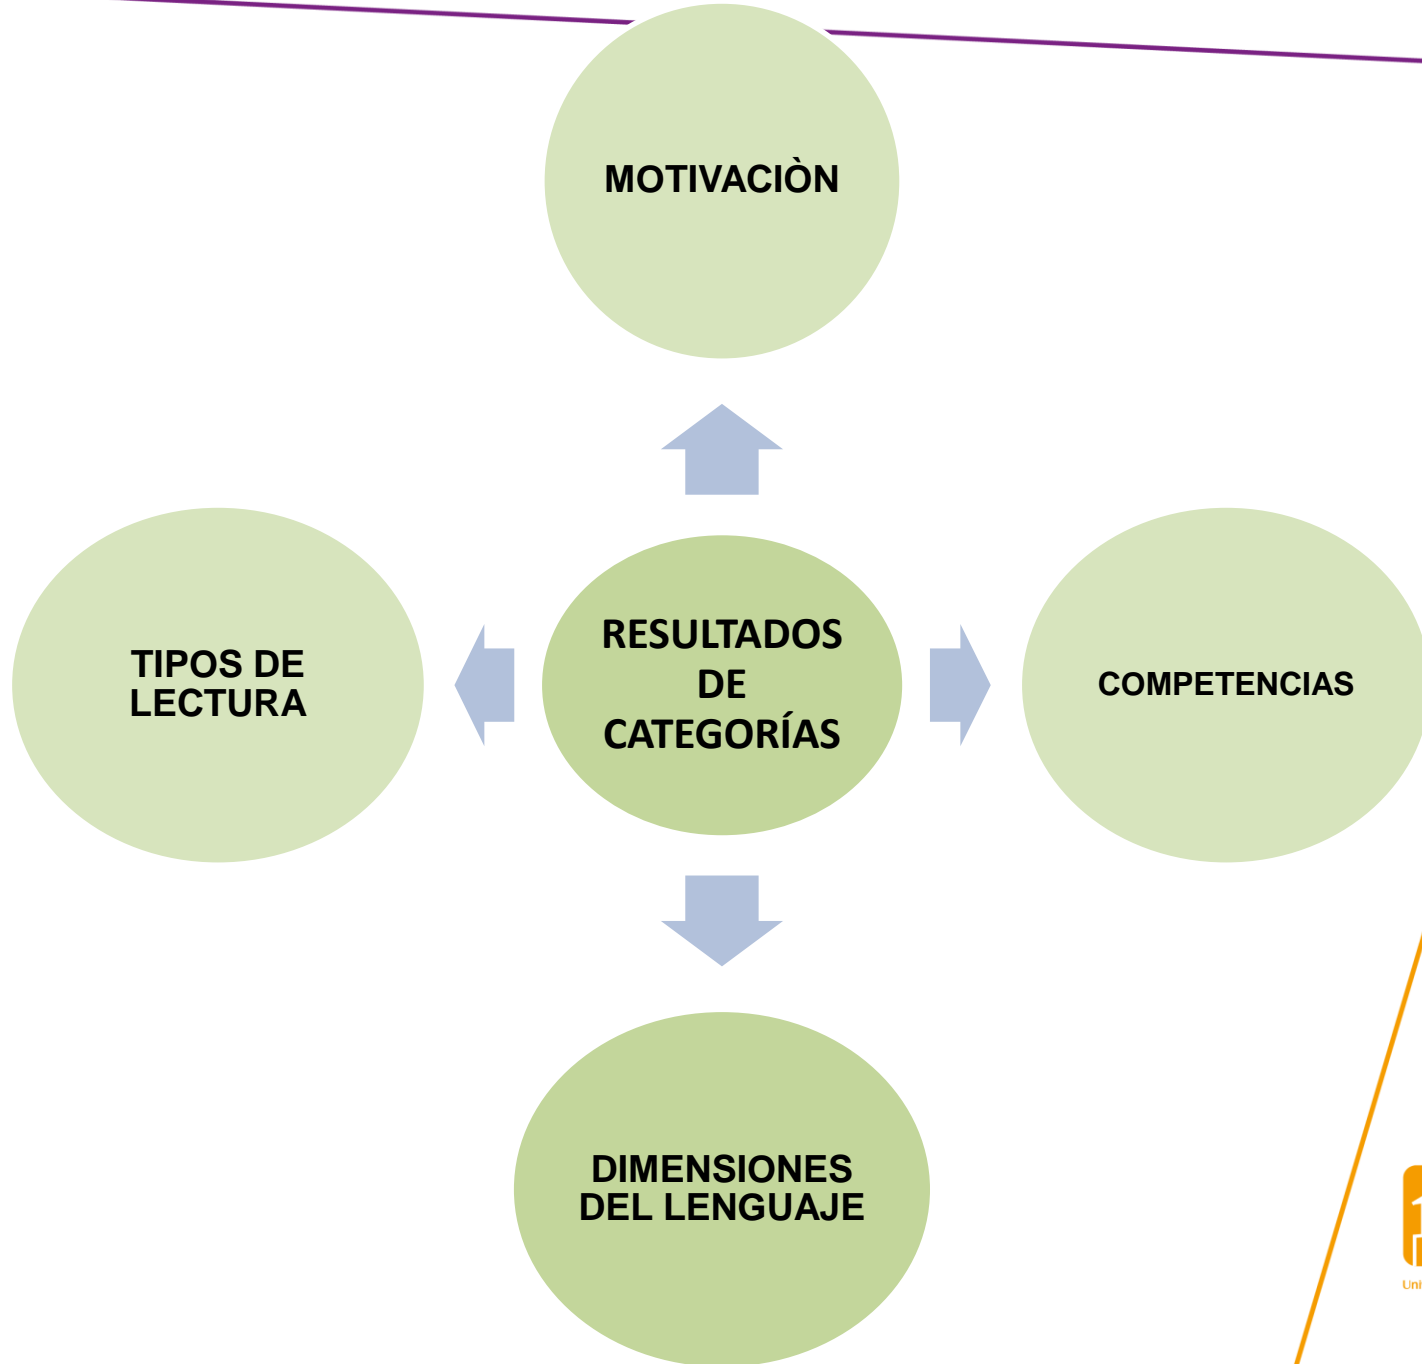 MOTIVACIÒN
TIPOS DE
LECTURA
RESULTADOS
DE
CATEGORÍAS
COMPETENCIAS
DIMENSIONES
DEL LENGUAJE